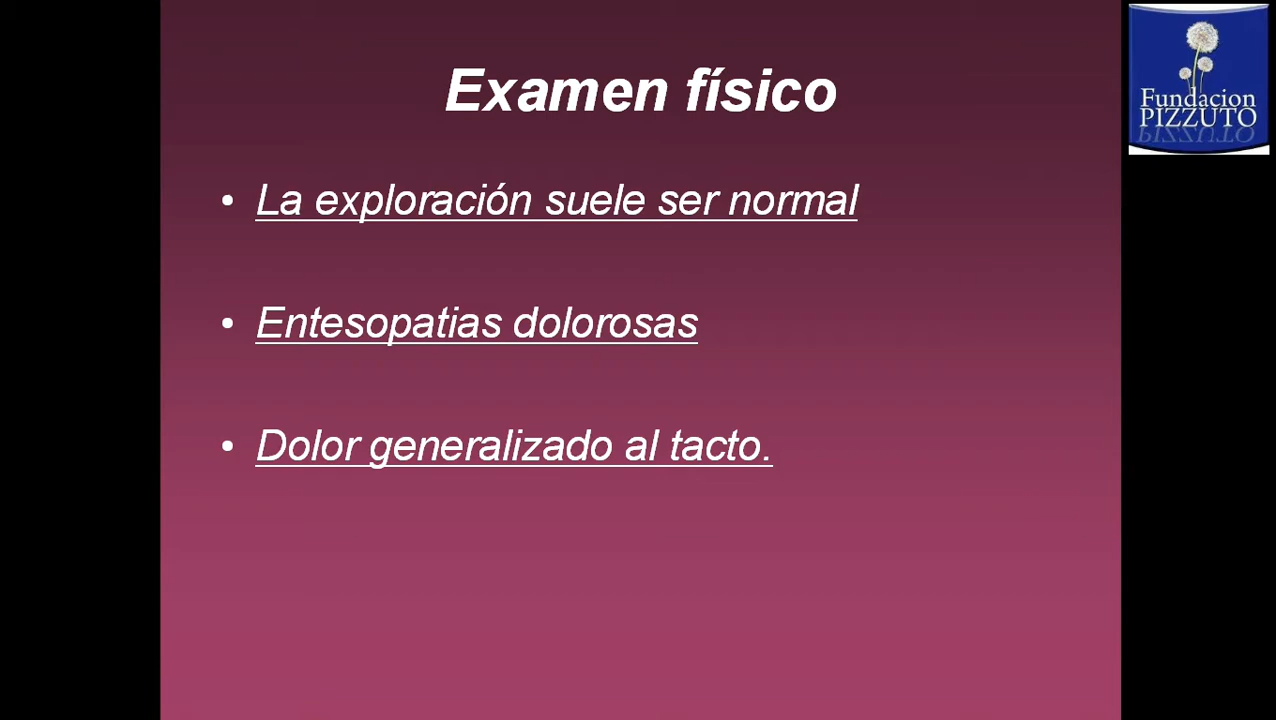 Examen físico
• La exploración suele ser normal
• Entesopatias dolorosas
• Dolor generalizado al tacto.
Fundacion
PIZZUTO